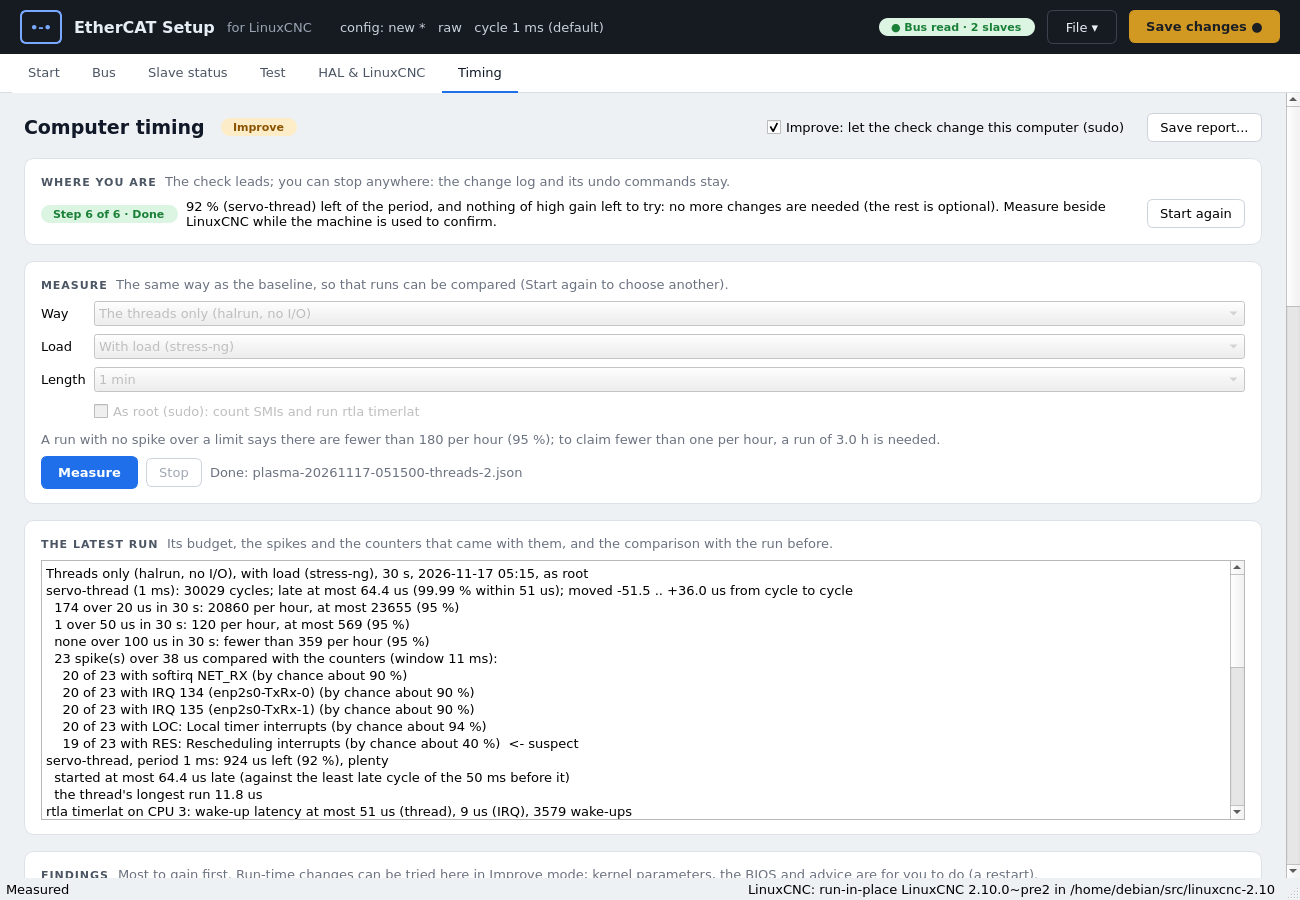 EtherCAT Setup for LinuxCNC config: new * raw cycle 1 ms (default) ● Bus read · 2 slaves File ▾ Save changes ●
Start Bus Slave status Test HAL & LinuxCNC Timing
Computer timing Improve Improve: let the check change this computer (sudo) Save report...
WHERE YOU ARE The check leads; you can stop anywhere: the change log and its undo commands stay.
Step 6 of 6 · Done 92 % (servo-thread) left of the period, and nothing of high gain left to try: no more changes are needed (the rest is optional). Measure beside
LinuxCNC while the machine is used to confirm.
Start again
MEASURE The same way as the baseline, so that runs can be compared (Start again to choose another).
Way The threads only (halrun, no I/O)
Load With load (stress-ng)
Length 1 min
As root (sudo): count SMIs and run rtla timerlat
A run with no spike over a limit says there are fewer than 180 per hour (95 %); to claim fewer than one per hour, a run of 3.0 h is needed.
Measure Stop Done: plasma-20261117-051500-threads-2.json
THE LATEST RUN Its budget, the spikes and the counters that came with them, and the comparison with the run before.
Threads only (halrun, no I/O), with load (stress-ng), 30 s, 2026-11-17 05:15, as root
servo-thread (1 ms): 30029 cycles; late at most 64.4 us (99.99 % within 51 us); moved -51.5 .. +36.0 us from cycle to cycle
174 over 20 us in 30 s: 20860 per hour, at most 23655 (95 %)
1 over 50 us in 30 s: 120 per hour, at most 569 (95 %)
none over 100 us in 30 s: fewer than 359 per hour (95 %)
23 spike(s) over 38 us compared with the counters (window 11 ms):
20 of 23 with softirq NET_RX (by chance about 90 %)
20 of 23 with IRQ 134 (enp2s0-TxRx-0) (by chance about 90 %)
20 of 23 with IRQ 135 (enp2s0-TxRx-1) (by chance about 90 %)
20 of 23 with LOC: Local timer interrupts (by chance about 94 %)
19 of 23 with RES: Rescheduling interrupts (by chance about 40 %) <- suspect
servo-thread, period 1 ms: 924 us left (92 %), plenty
started at most 64.4 us late (against the least late cycle of the 50 ms before it)
the thread's longest run 11.8 us
rtla timerlat on CPU 3: wake-up latency at most 51 us (thread), 9 us (IRQ), 3579 wake-ups
FINDINGS Most to gain first. Run-time changes can be tried here in Improve mode; kernel parameters, the BIOS and advice are for you to do (a restart).
Measured LinuxCNC: run-in-place LinuxCNC 2.10.0~pre2 in /home/debian/src/linuxcnc-2.10